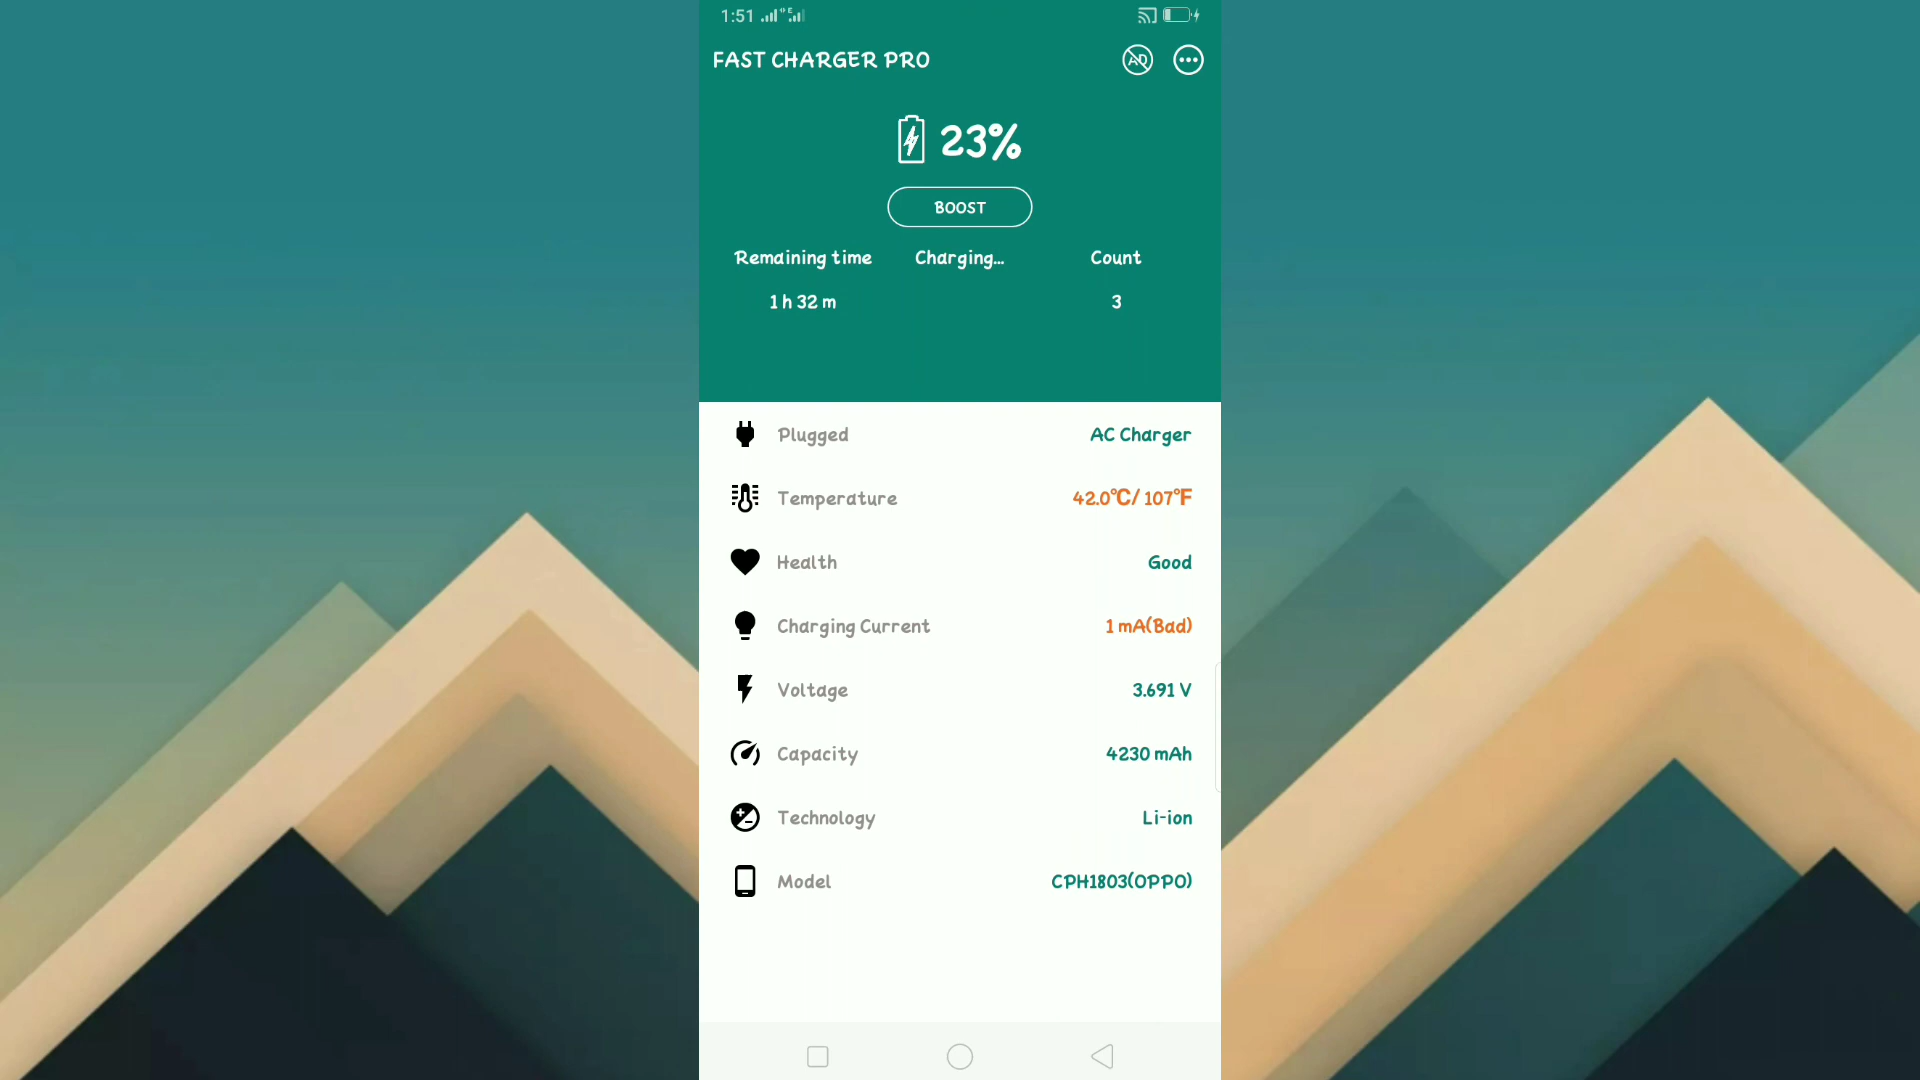 1:51
FAST CHARGER PRO AD
23%
BOOST
Remaining time Charging... Count
1 h 32 m 3
Plugged AC Charger
Temperature 42.0℃/ 107℉
Health Good
Charging Current 1 mA(Bad)
Voltage 3.691 V
Capacity 4230 mAh
Technology Li-ion
Model CPH1803(OPPO)